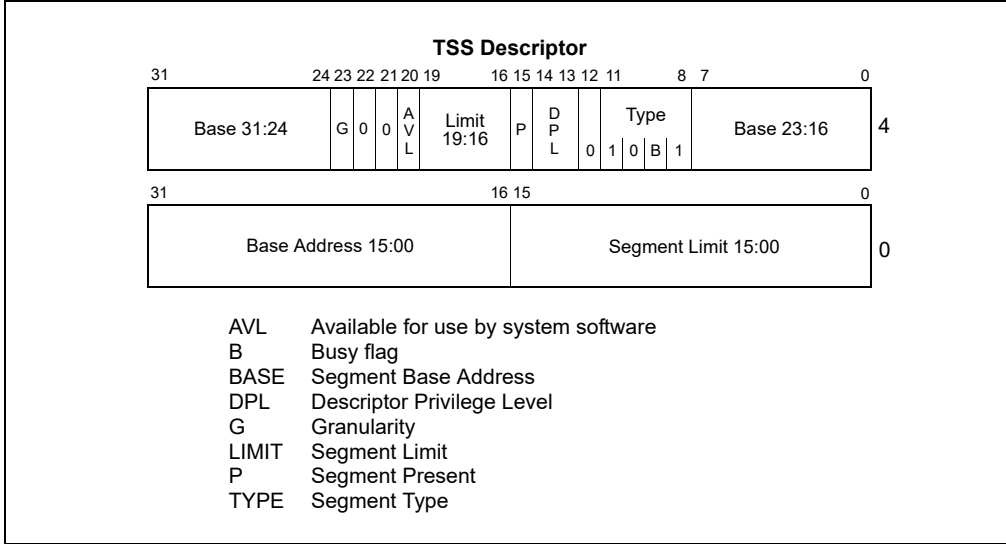 TSS Descriptor
31 24 23 22 21 20 19 16 15 14 13 12 11 8 7 0
Base 31:24 G 0 0 AVL Limit 19:16 P DPL 0 Type 1 0 B 1 Base 23:16 4
31 16 15 0
Base Address 15:00 Segment Limit 15:00 0
AVL Available for use by system software
B Busy flag
BASE Segment Base Address
DPL Descriptor Privilege Level
G Granularity
LIMIT Segment Limit
P Segment Present
TYPE Segment Type